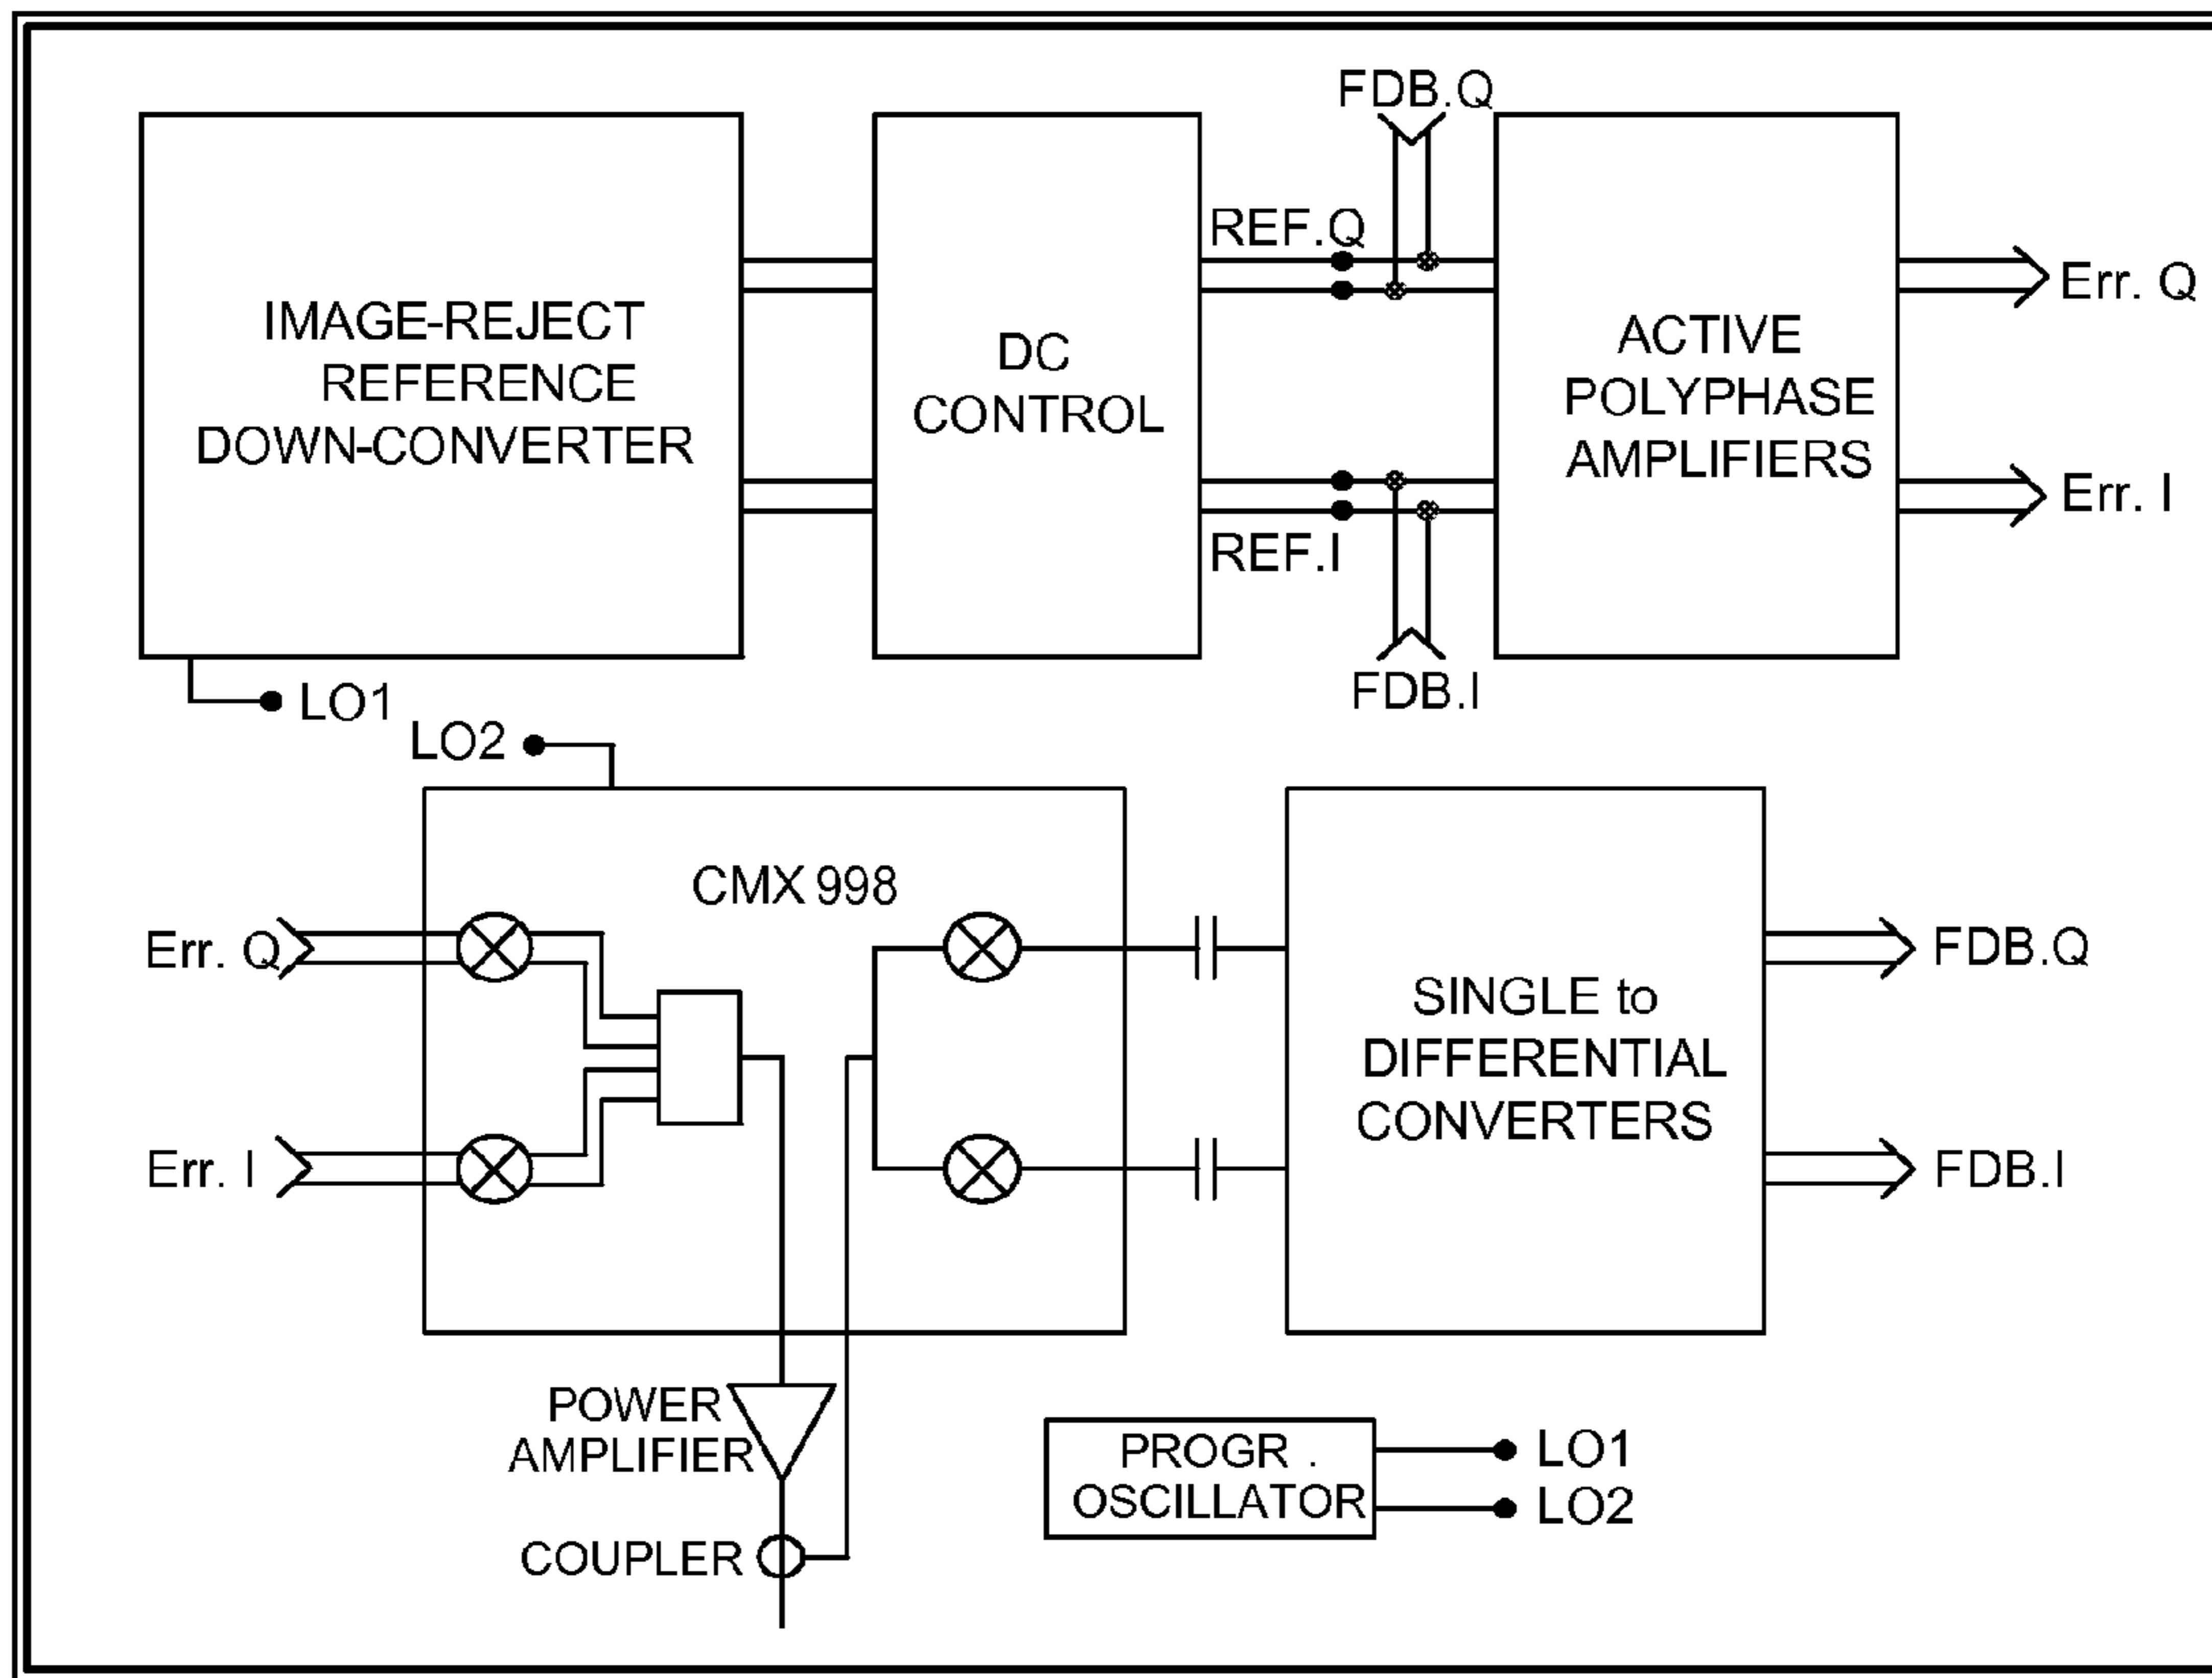 FDB.Q
IMAGE-REJECT
REFERENCE
DOWN-CONVERTER
DC
CONTROL
REF.Q
REF.I
FDB.I
ACTIVE
POLYPHASE
AMPLIFIERS
Err. Q
Err. I
LO1
LO2
CMX 998
Err. Q
Err. I
SINGLE to
DIFFERENTIAL
CONVERTERS
FDB.Q
FDB.I
POWER
AMPLIFIER
COUPLER
PROGR .
OSCILLATOR
LO1
LO2